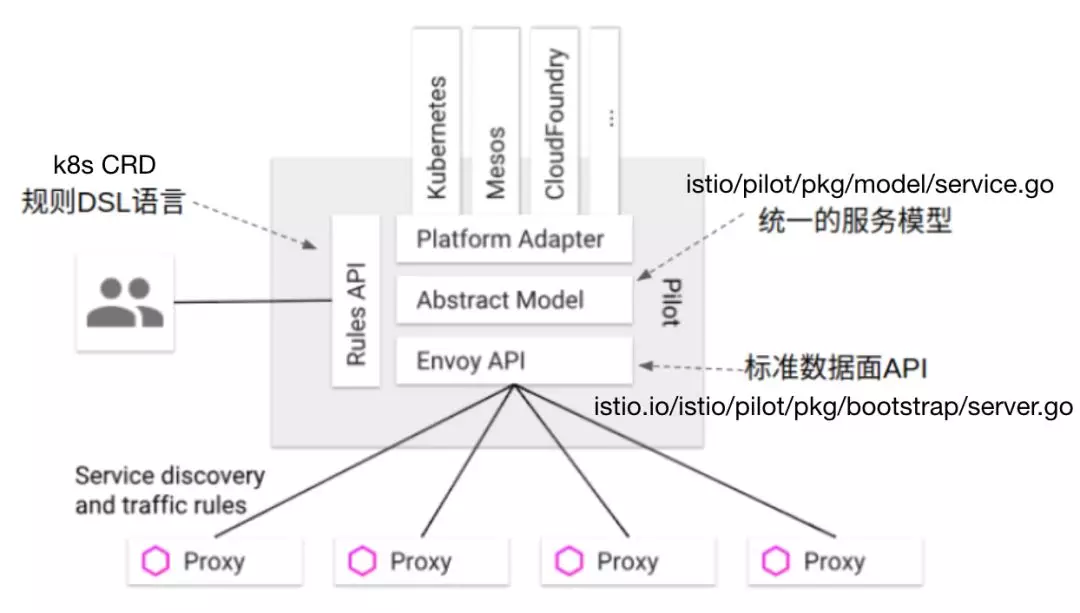 Kubernetes
Mesos
CloudFoundry
...
k8s CRD
规则DSL语言
istio/pilot/pkg/model/service.go
统一的服务模型
Platform Adapter
Rules API
Abstract Model
Pilot
Envoy API
标准数据面API
istio.io/istio/pilot/pkg/bootstrap/server.go
Service discovery
and traffic rules
Proxy
Proxy
Proxy
Proxy